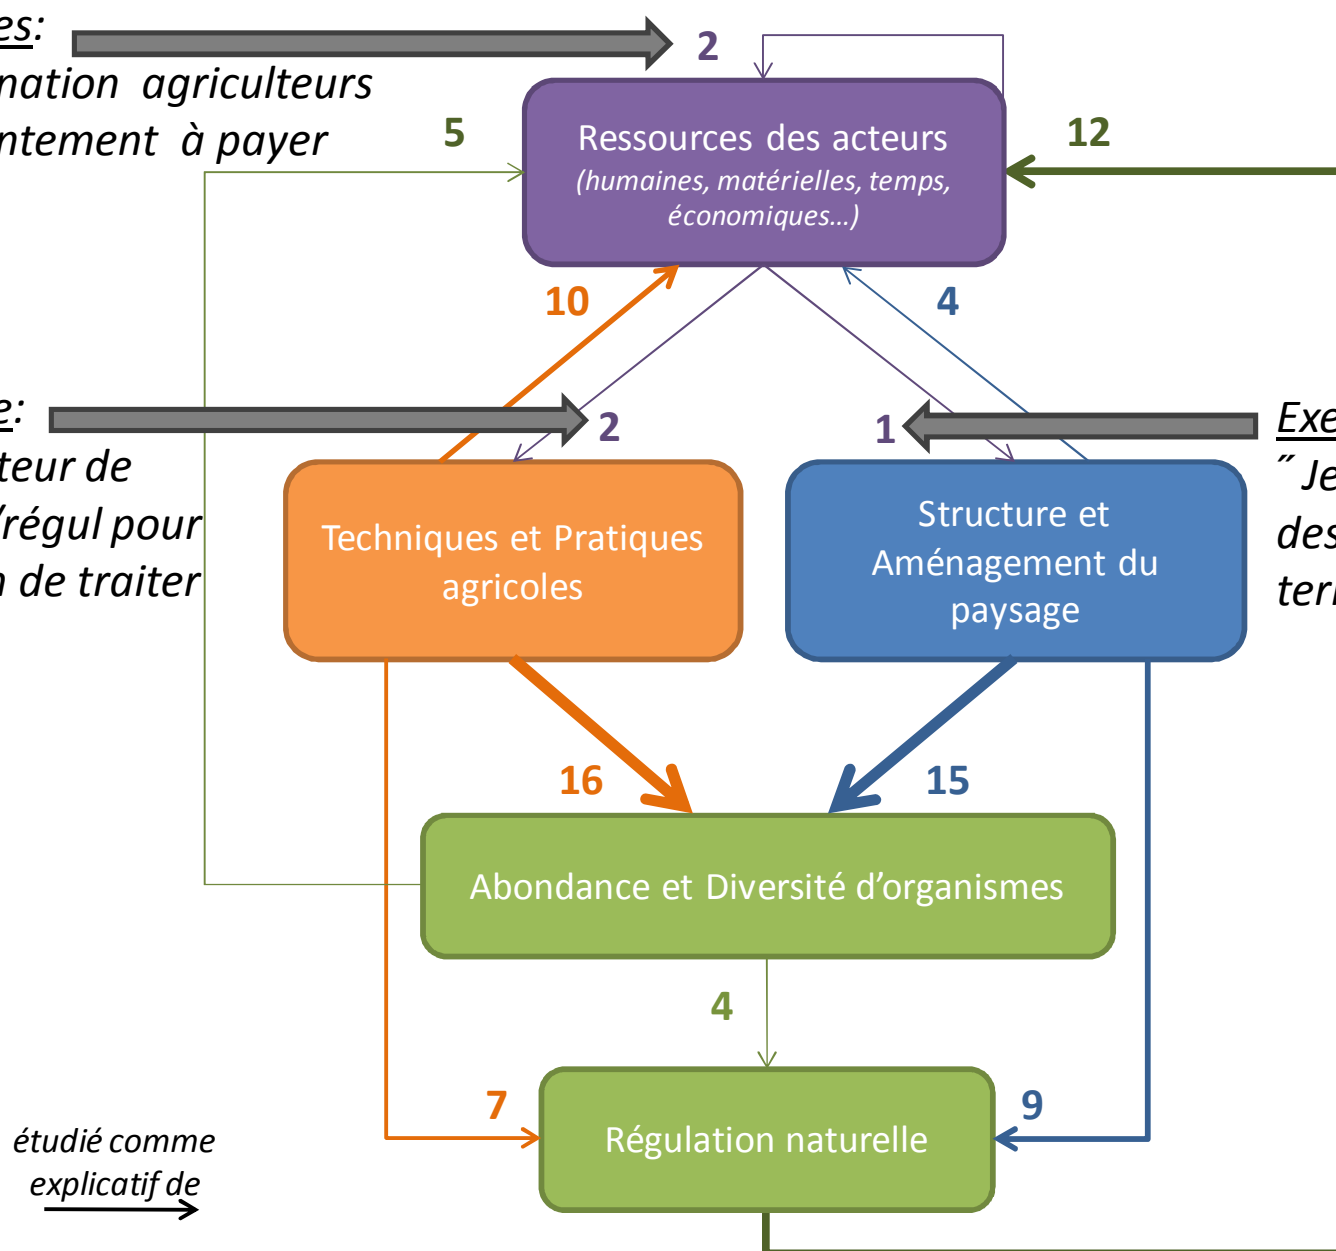 es:
nation agriculteurs
ntement à payer
2
5
12
Ressources des acteurs
(humaines, matérielles, temps,
économiques…)
10
4
e:
teur de
/régul pour
n de traiter
2
1
Exe
˝ Je
des
terr
Techniques et Pratiques
agricoles
Structure et
Aménagement du
paysage
16
15
Abondance et Diversité d’organismes
4
7
9
Régulation naturelle
étudié comme
explicatif de